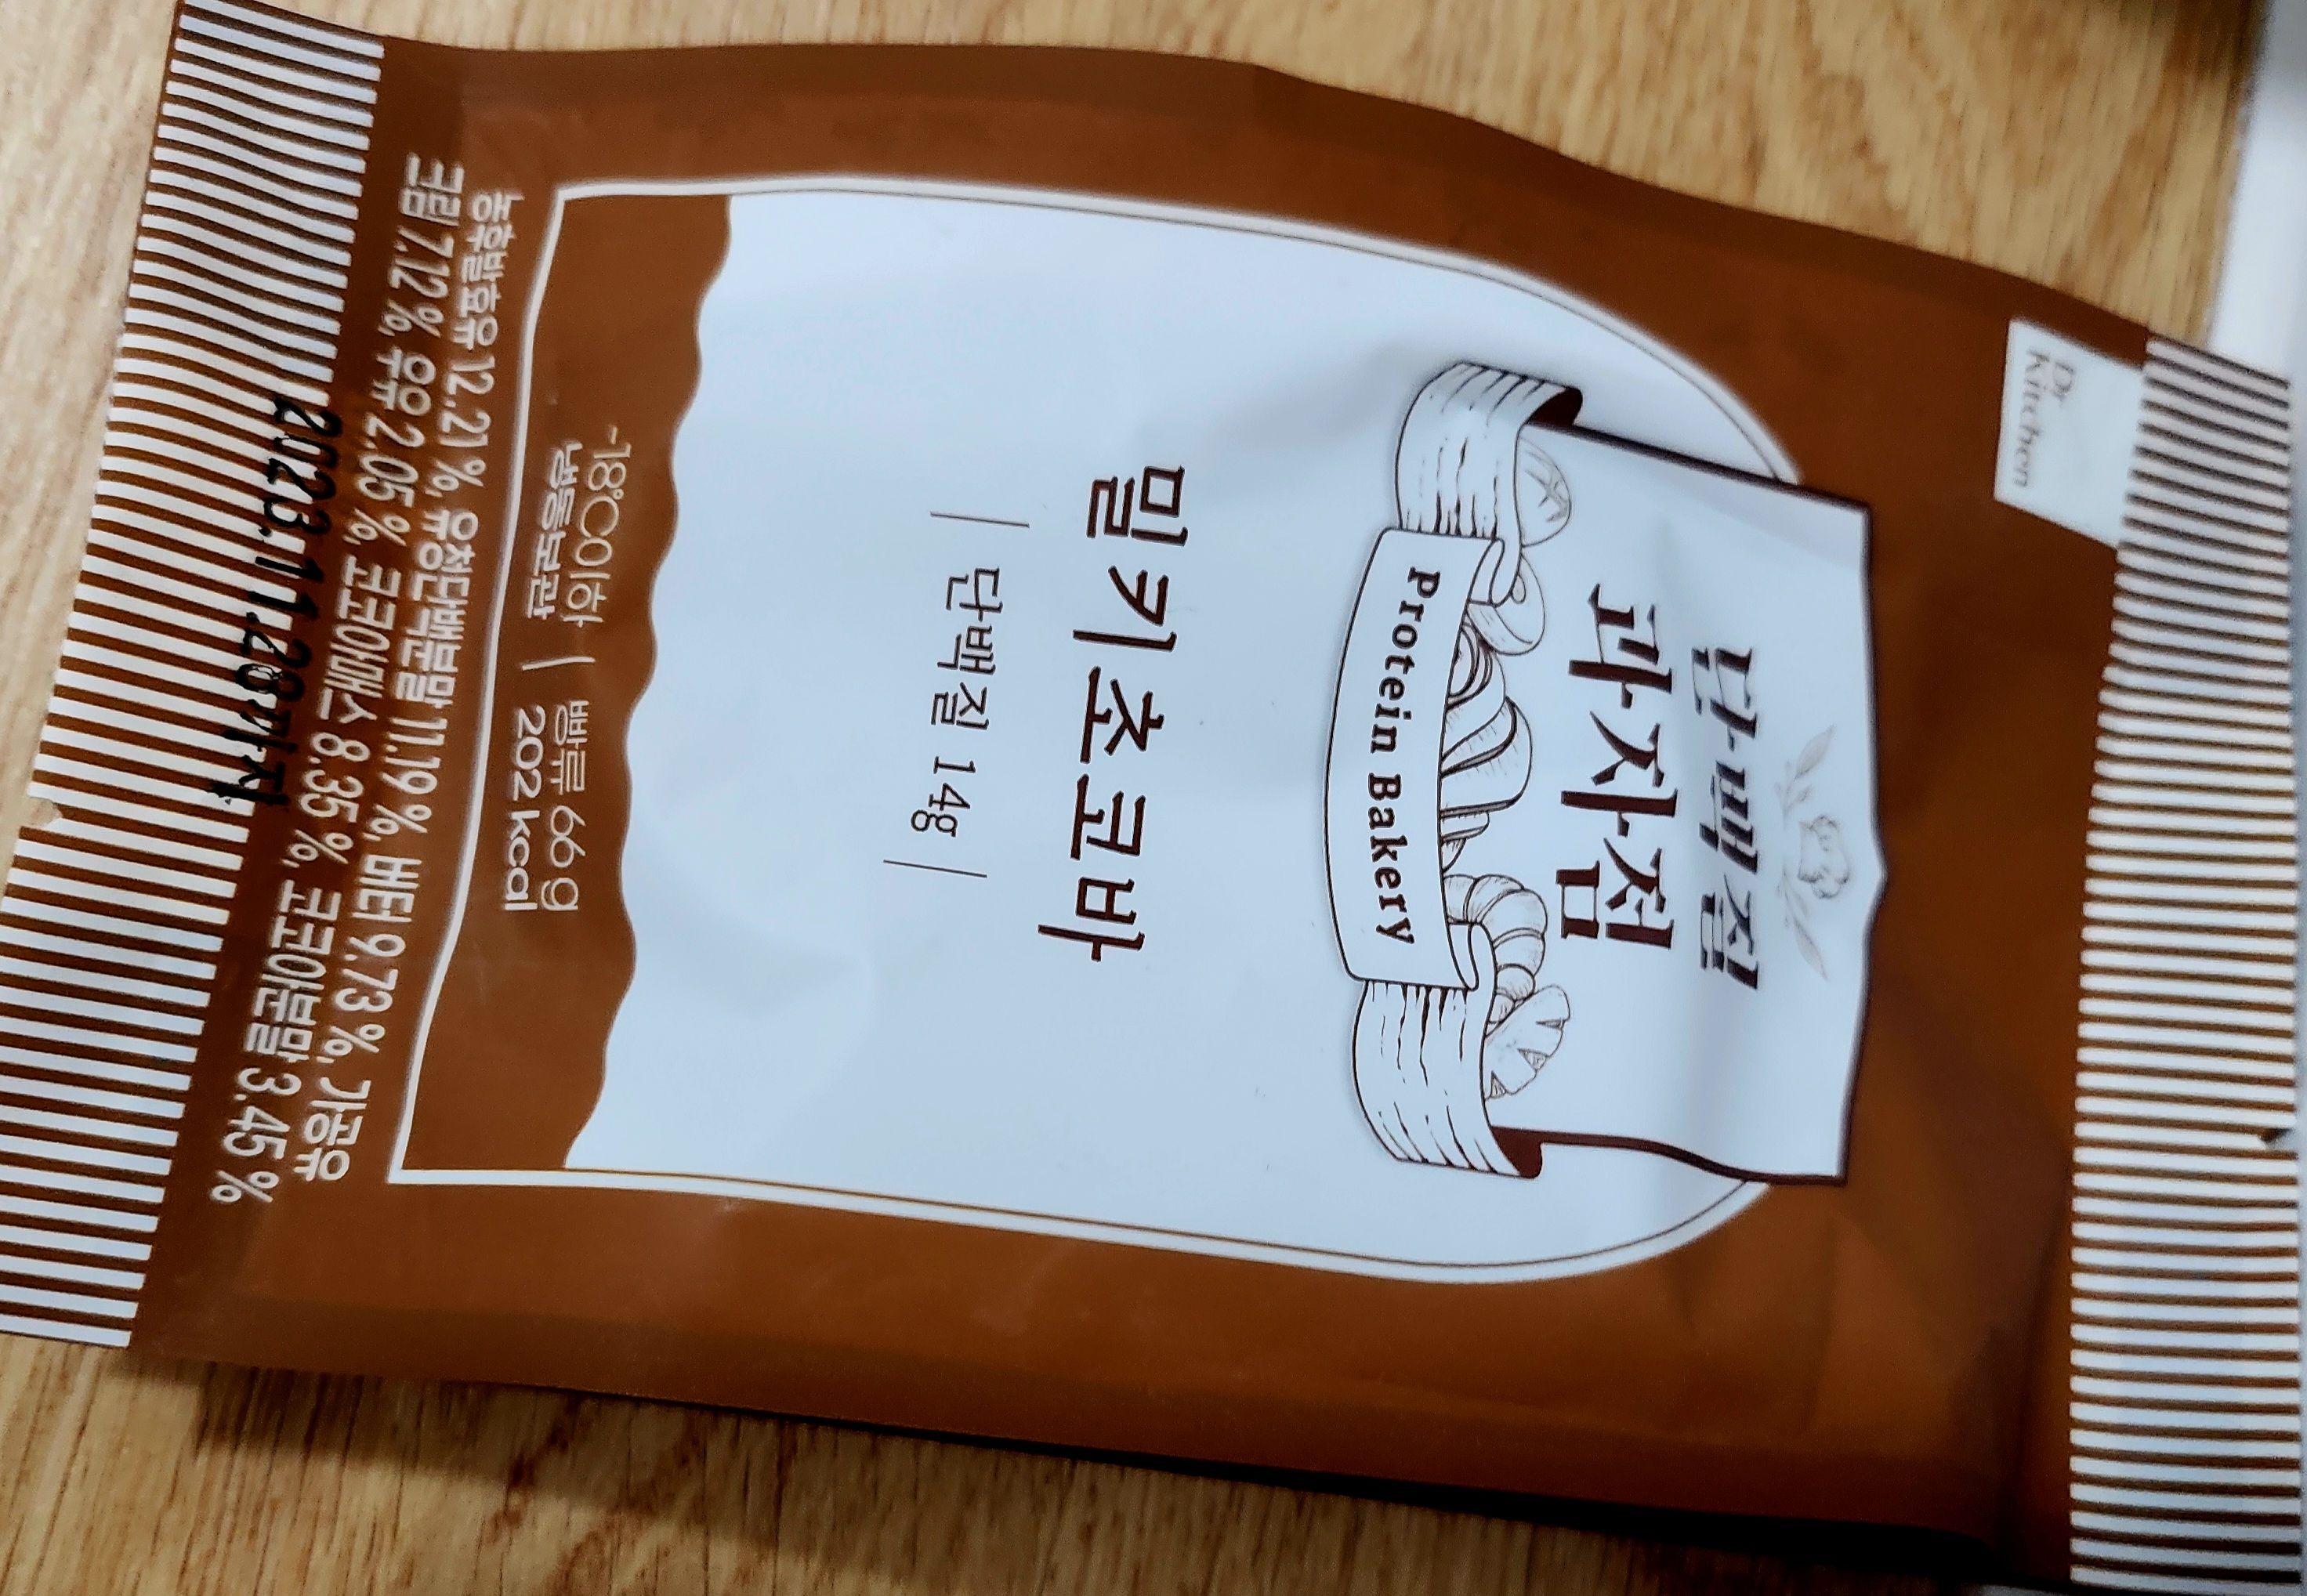 Dr.
Kitchen
단백질
과자점
Protein Bakery
밀키초코바
단백질 14g
-18℃이하
냉동보관
빵류 66g
202 kcal
농후발효유 12.21 %, 유청단백분말 11.19 %, 버터 9.73 %, 가공유
크림 7.12 %, 우유 2.05 %, 코코아매스 8.35 %, 코코아분말 3.45 %
2023.11.28까지